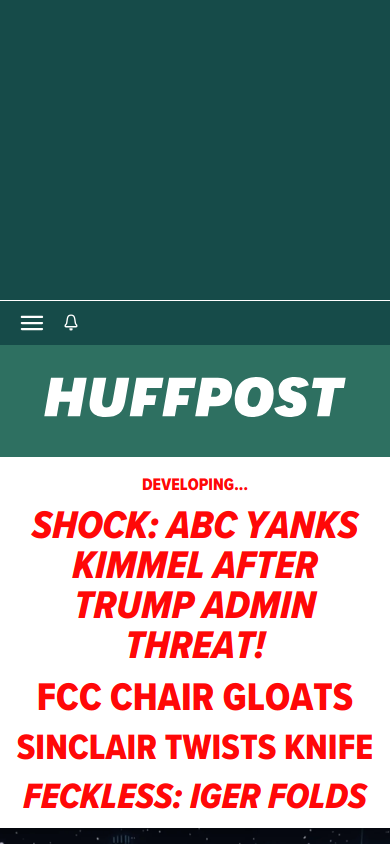 HUFFPOST
DEVELOPING...
SHOCK: ABC YANKS
KIMMEL AFTER
TRUMP ADMIN
THREAT!
FCC CHAIR GLOATS
SINCLAIR TWISTS KNIFE
FECKLESS: IGER FOLDS